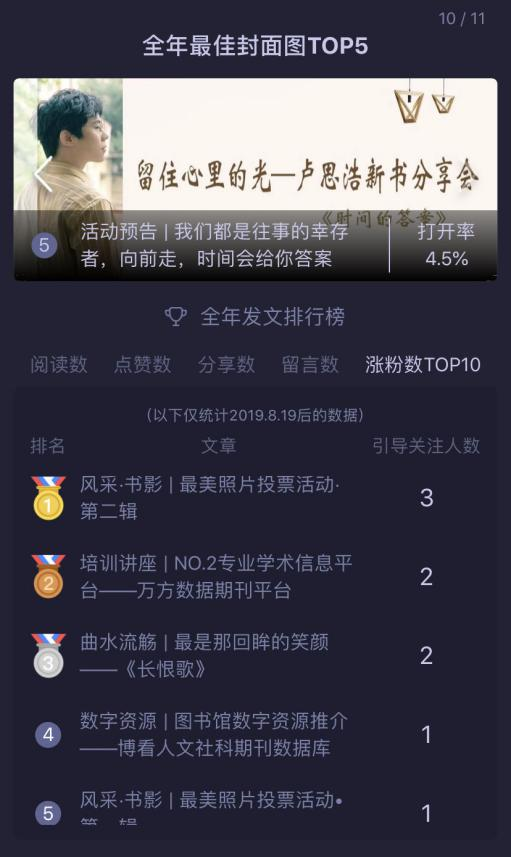 10 / 11
全年最佳封面图TOP5
留住心里的光—卢思浩新书分享会
《时间的答案》
5
活动预告 | 我们都是往事的幸存
者，向前走，时间会给你答案
打开率
4.5%
全年发文排行榜
阅读数 点赞数 分享数 留言数 涨粉数TOP10
（以下仅统计2019.8.19后的数据）
排名 文章 引导关注人数
1 风采·书影 | 最美照片投票活动· 3
第二辑
2 培训讲座 | NO.2专业学术信息平 2
台——万方数据期刊平台
3 曲水流觞 | 最是那回眸的笑颜 2
——《长恨歌》
4 数字资源 | 图书馆数字资源推介 1
——博看人文社科期刊数据库
5 风采·书影 | 最美照片投票活动• 1